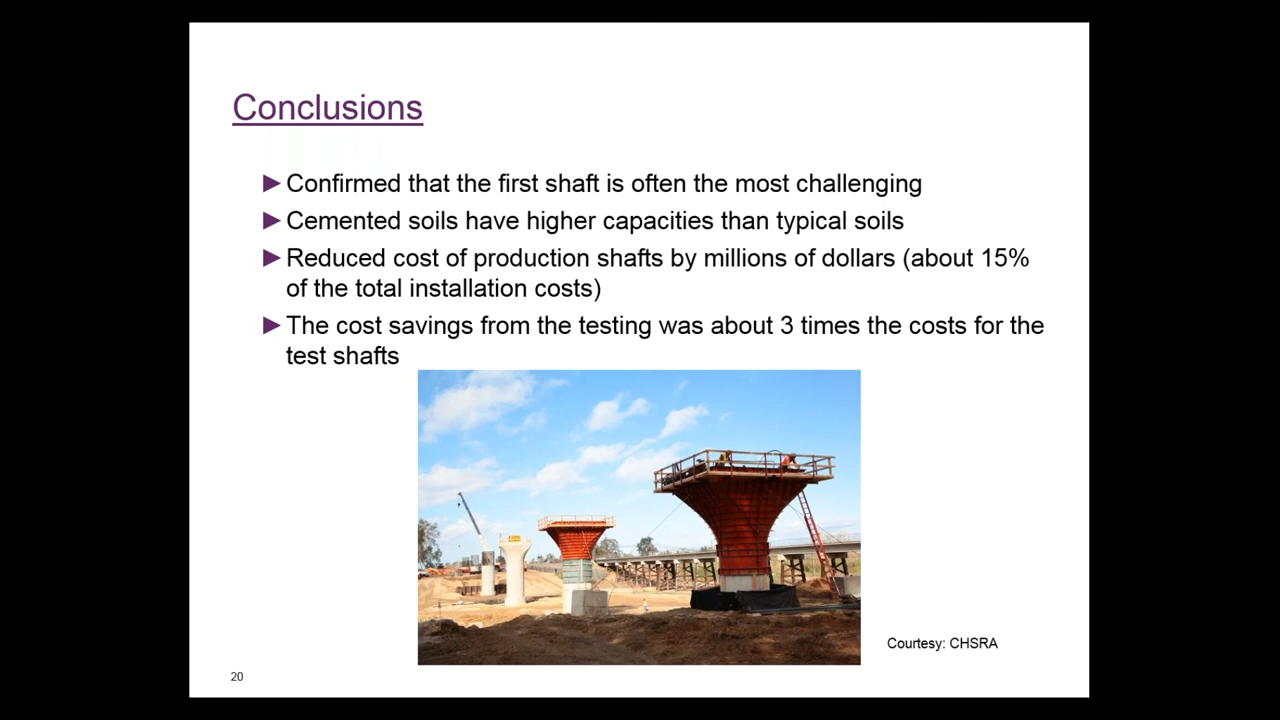 Conclusions
►Confirmed that the first shaft is often the most challenging
►Cemented soils have higher capacities than typical soils
►Reduced cost of production shafts by millions of dollars (about 15%
of the total installation costs)
►The cost savings from the testing was about 3 times the costs for the
test shafts
Courtesy: CHSRA
20